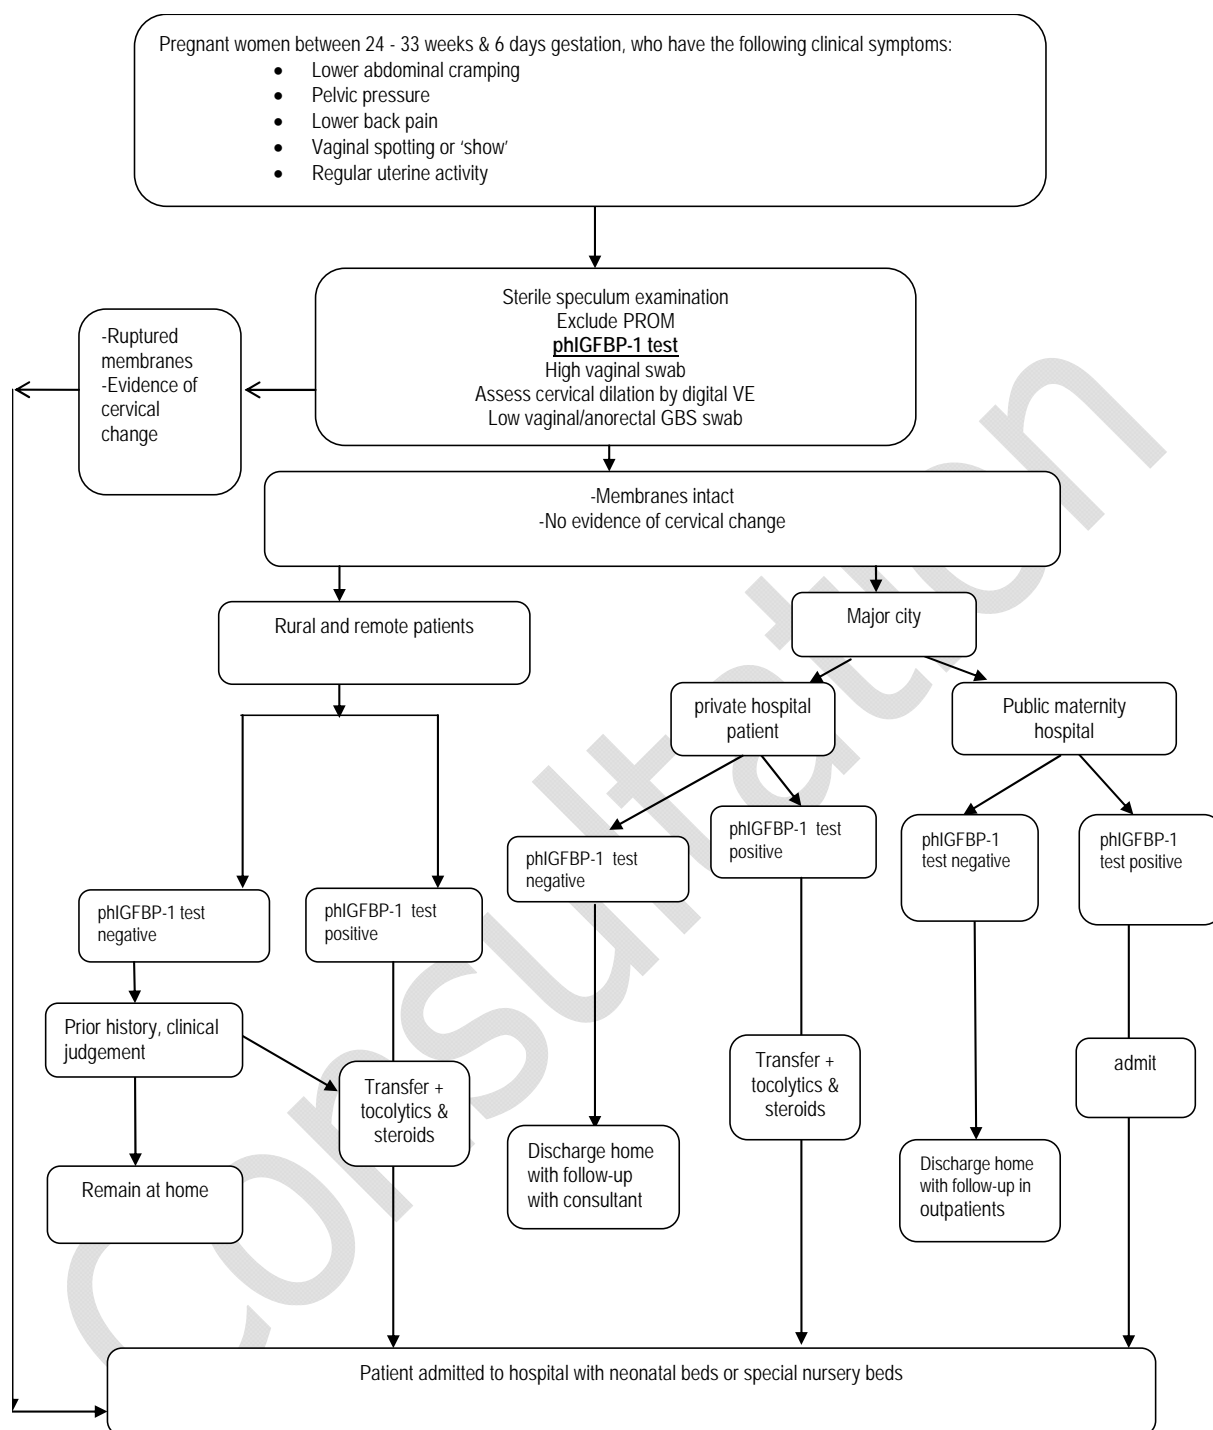 Pregnant women between 24 - 33 weeks & 6 days gestation, who have the following clinical symptoms:
• Lower abdominal cramping
• Pelvic pressure
• Lower back pain
• Vaginal spotting or ‘show’
• Regular uterine activity
Sterile speculum examination
Exclude PROM
phIGFBP-1 test
High vaginal swab
Assess cervical dilation by digital VE
Low vaginal/anorectal GBS swab
-Ruptured
membranes
-Evidence of
cervical
change
-Membranes intact
-No evidence of cervical change
Rural and remote patients
Major city
private hospital
patient
Public maternity
hospital
phIGFBP-1 test
negative
phIGFBP-1 test
positive
phIGFBP-1 test
negative
phIGFBP-1 test
positive
phIGFBP-1
test negative
phIGFBP-1
test positive
Prior history, clinical
judgement
Transfer +
tocolytics &
steroids
Transfer +
tocolytics &
steroids
admit
Remain at home
Discharge home
with follow-up
with consultant
Discharge home
with follow-up in
outpatients
Patient admitted to hospital with neonatal beds or special nursery beds
Consultation